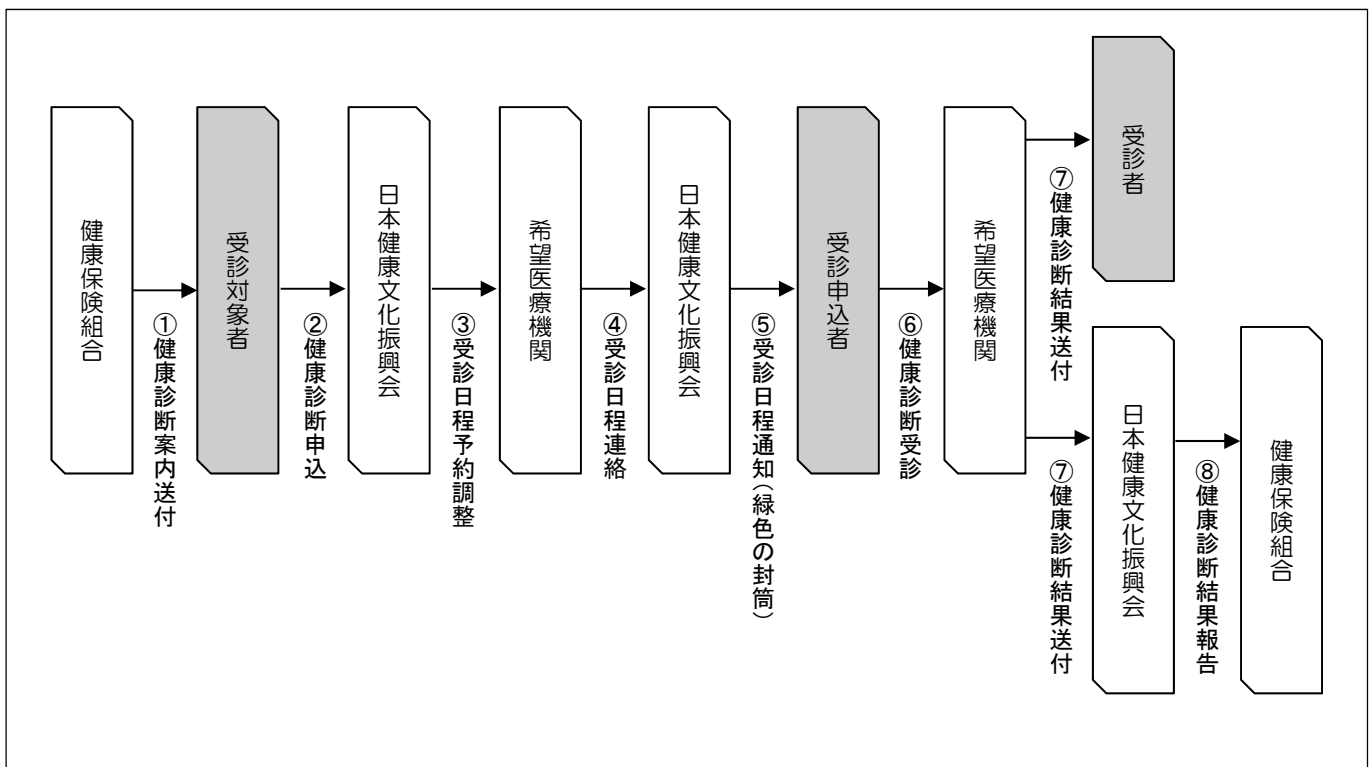 健康保険組合
①健康診断案内送付
受診対象者
②健康診断申込
日本健康文化振興会
③受診日程予約調整
希望医療機関
④受診日程連絡
日本健康文化振興会
⑤受診日程通知(緑色の封筒)
受診申込者
⑥健康診断受診
希望医療機関
⑦健康診断結果送付
受診者
⑦健康診断結果送付
日本健康文化振興会
⑧健康診断結果報告
健康保険組合